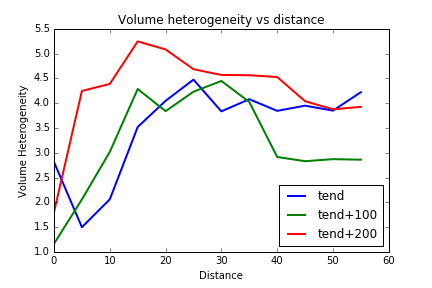 Volume heterogeneity vs distance
Volume Heterogeneity
5.5
5.0
4.5
4.0
3.5
3.0
2.5
2.0
1.5
1.0
tend
tend+100
tend+200
0 10 20 30 40 50 60
Distance